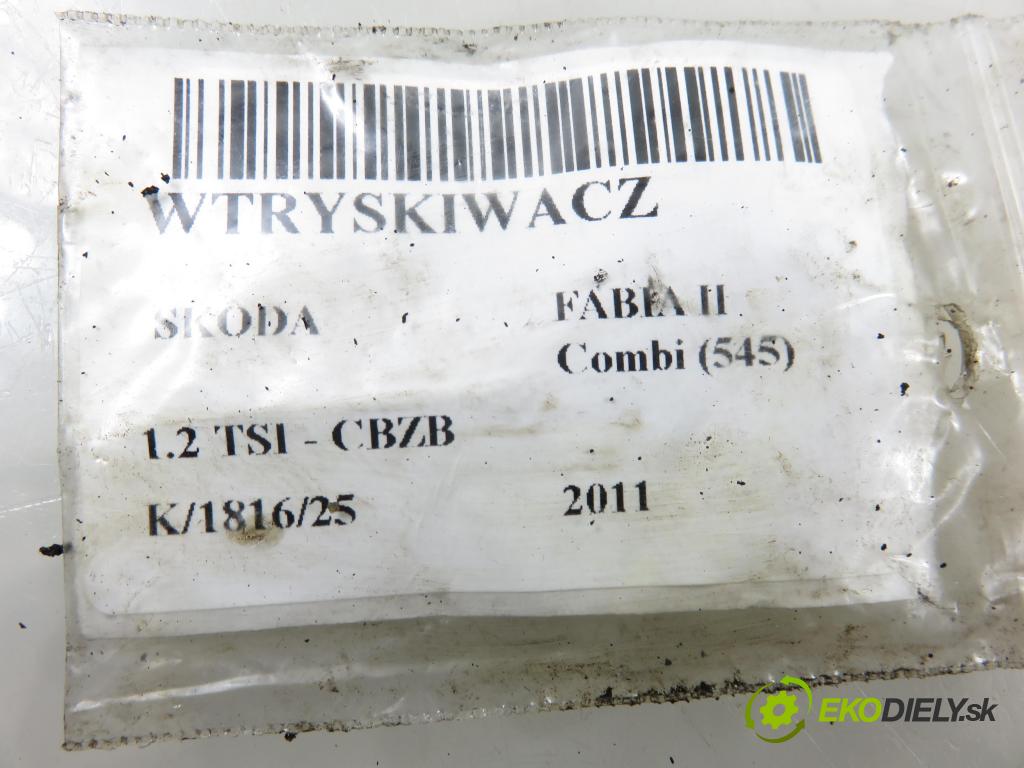 WTRYSKIWACZ
SKODA
FABIA II
Combi (545)
1.2 TSI - CBZB
K/1816/25
2011
EKODIELY.sk